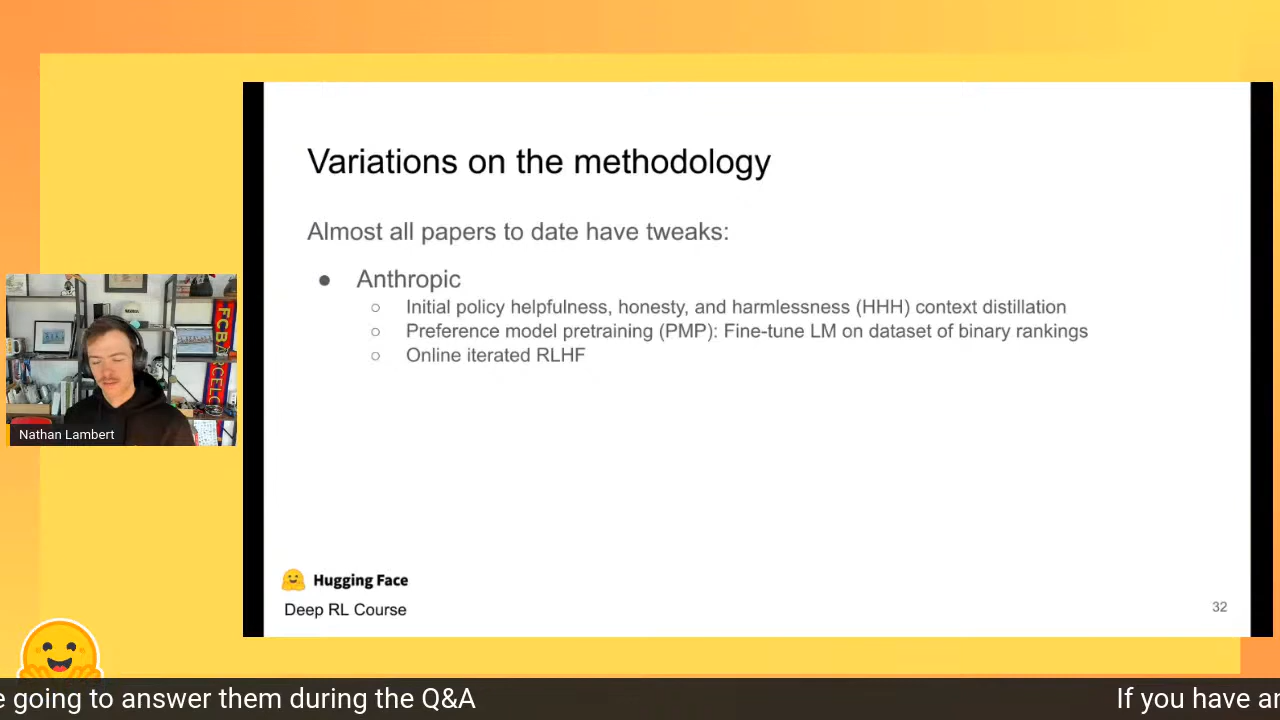 Variations on the methodology
Almost all papers to date have tweaks:
● Anthropic
○ Initial policy helpfulness, honesty, and harmlessness (HHH) context distillation
○ Preference model pretraining (PMP): Fine-tune LM on dataset of binary rankings
○ Online iterated RLHF
FCB
Nathan Lambert
Hugging Face
Deep RL Course
32
e going to answer them during the Q&A
If you have an